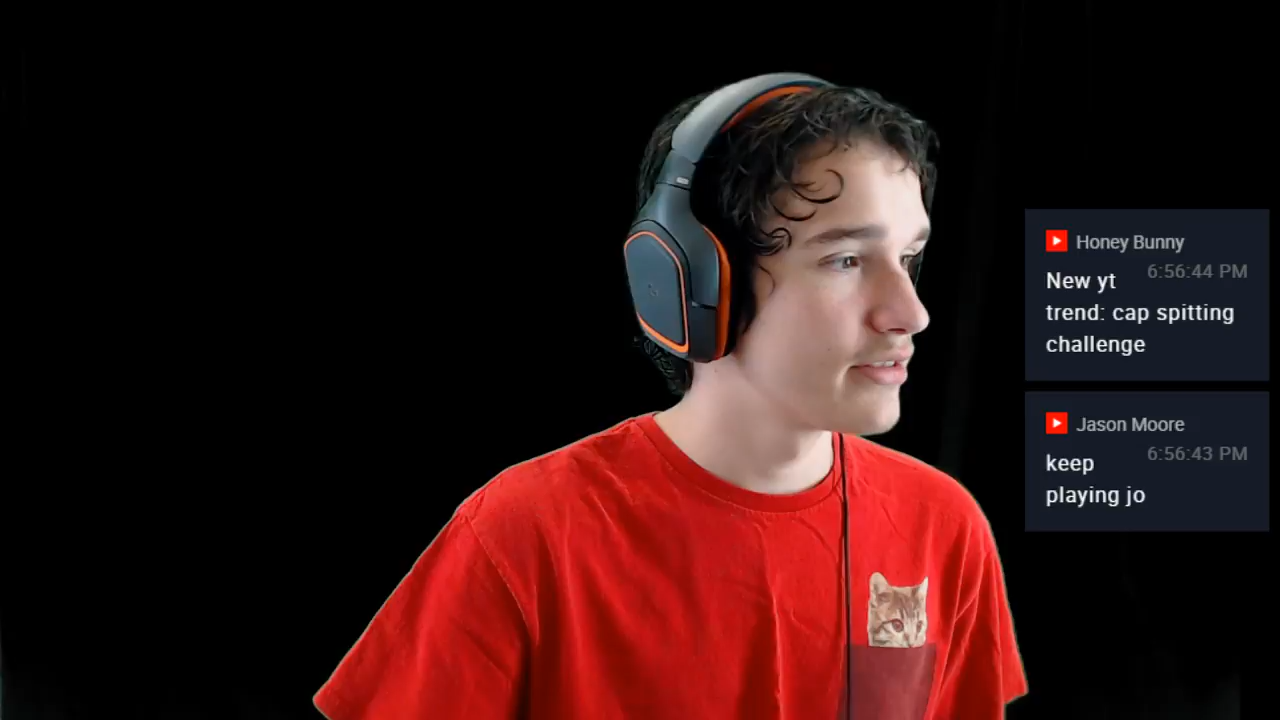 Honey Bunny
6:56:44 PM
New yt
trend: cap spitting
challenge
Jason Moore
6:56:43 PM
keep
playing jo